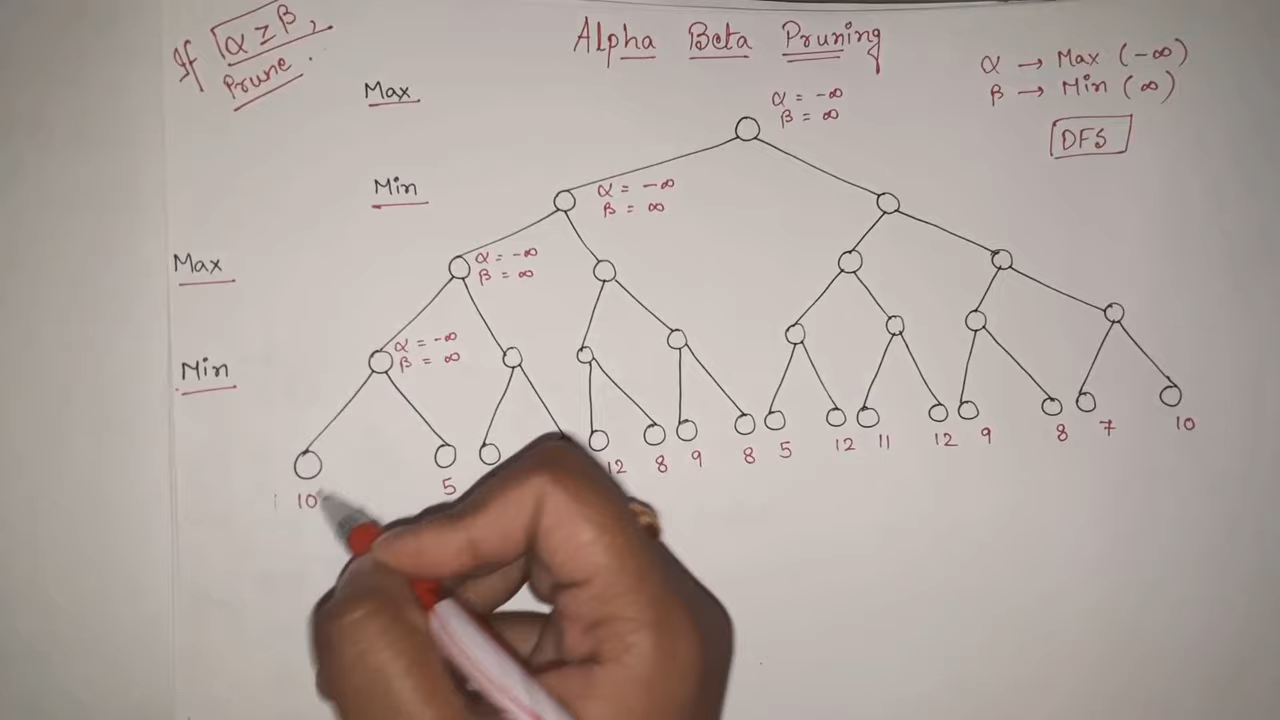 If α ≥ β,
Prune.
Alpha Beta Pruning
α → Max (-∞)
β → Min (∞)
DFS
Max
α = -∞
β = ∞
Min
α = -∞
β = ∞
Max
α = -∞
β = ∞
Min
α = -∞
β = ∞
10 5 12 8 9 8 5 12 11 12 9 8 7 10